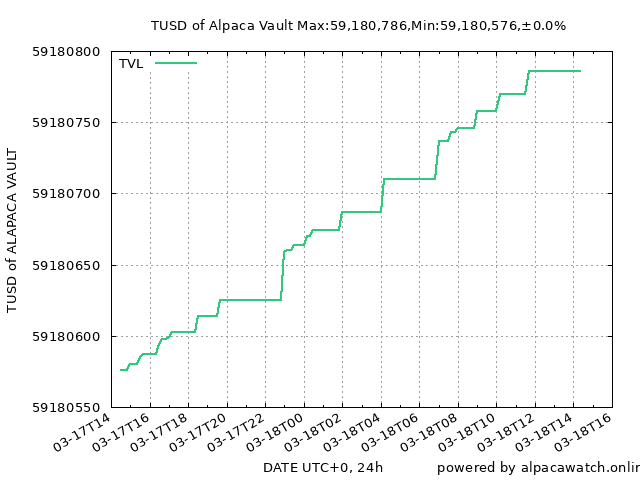 TUSD of Alpaca Vault Max:59,180,786,Min:59,180,576,±0.0%
59180800
TVL
59180750
59180700
59180650
59180600
59180550
TUSD of ALAPACA VAULT
03-17T14
03-17T16
03-17T18
03-17T20
03-17T22
03-18T00
03-18T02
03-18T04
03-18T06
03-18T08
03-18T10
03-18T12
03-18T14
03-18T16
DATE UTC+0, 24h
powered by alpacawatch.onlin